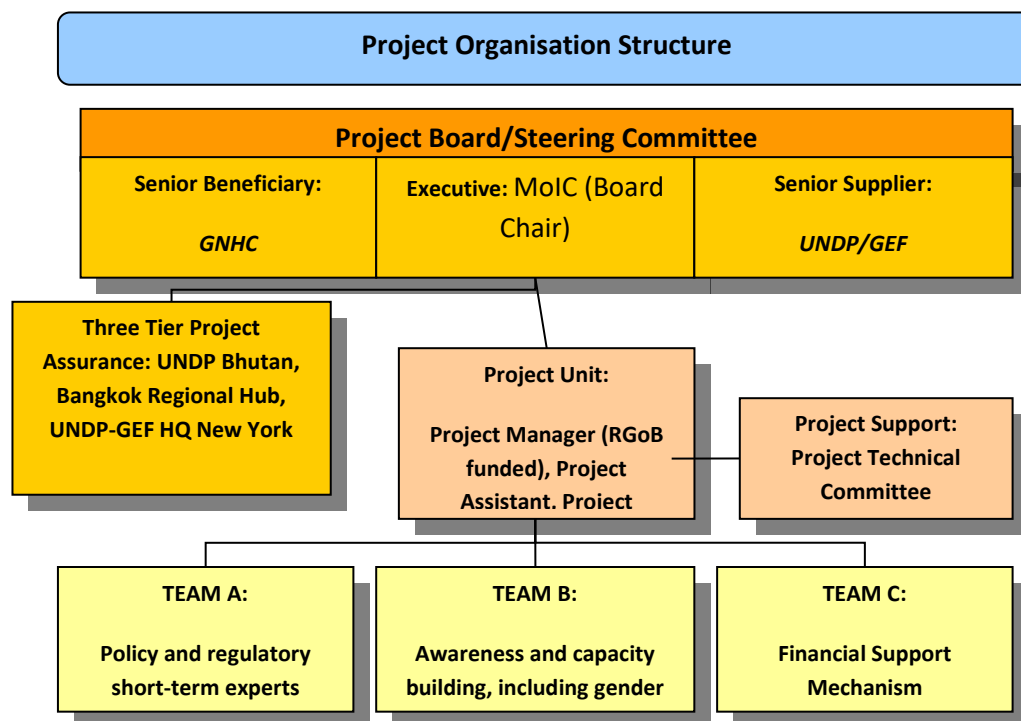 Project Organisation Structure
Project Board/Steering Committee
Senior Beneficiary:
GNHC
Executive: MoIC (Board
Chair)
Senior Supplier:
UNDP/GEF
Three Tier Project
Assurance: UNDP Bhutan,
Bangkok Regional Hub,
UNDP-GEF HQ New York
Project Unit:
Project Manager (RGoB
funded), Project
Assistant. Project
Project Support:
Project Technical
Committee
TEAM A:
Policy and regulatory
short-term experts
TEAM B:
Awareness and capacity
building, including gender
TEAM C:
Financial Support
Mechanism